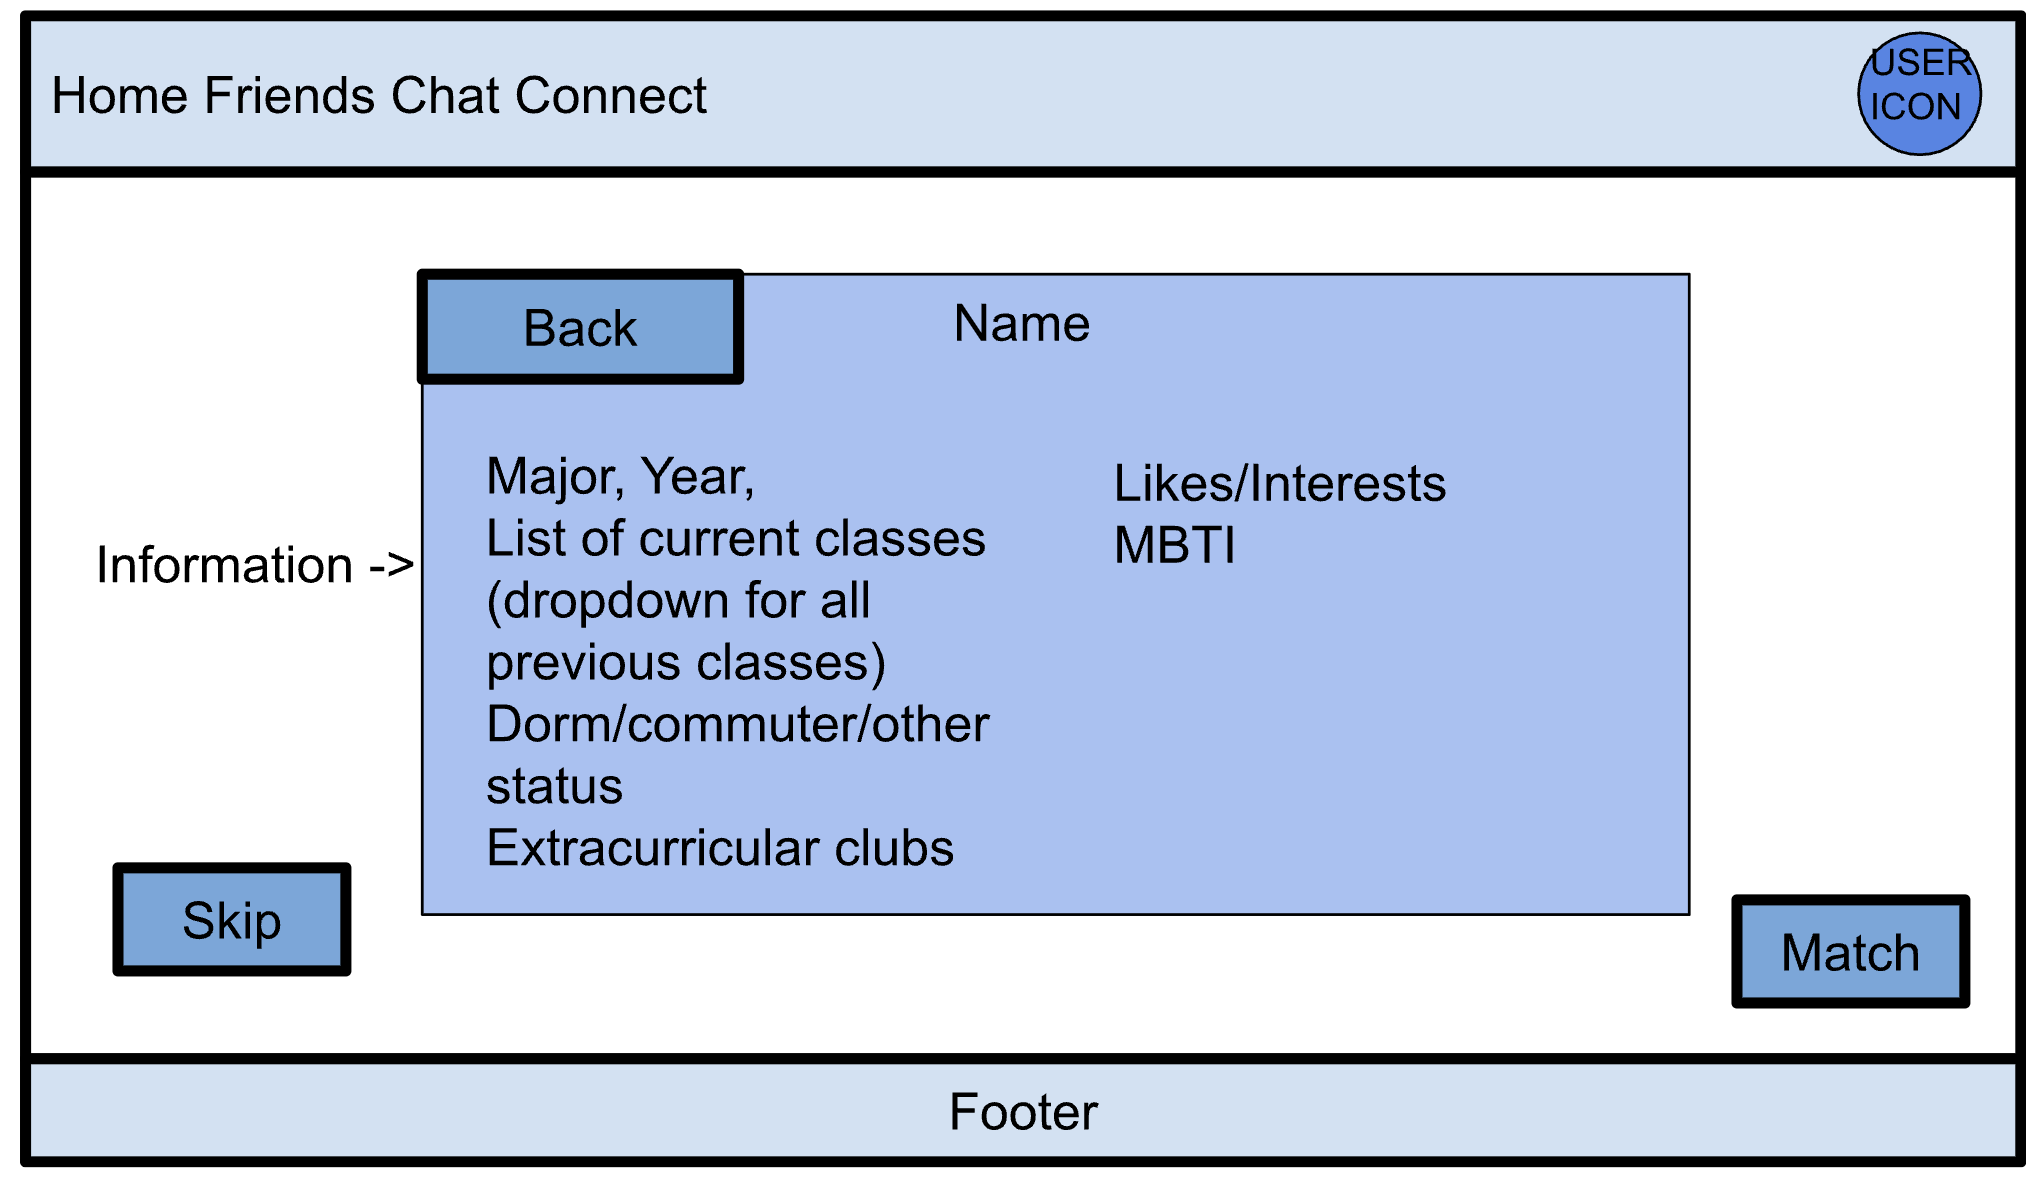 Home Friends Chat Connect
USER
ICON
Back
Name
Major, Year,
List of current classes
(dropdown for all
previous classes)
Dorm/commuter/other
status
Extracurricular clubs
Likes/Interests
MBTI
Information ->
Skip
Match
Footer